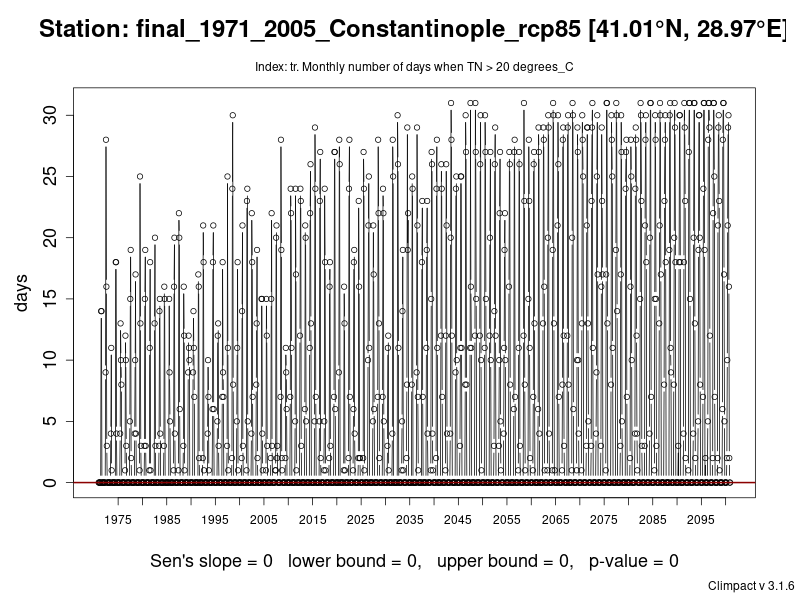 Station: final_1971_2005_Constantinople_rcp85 [41.01°N, 28.97°E]
Index: tr. Monthly number of days when TN > 20 degrees_C
days
30
25
20
15
10
5
0
1975 1985 1995 2005 2015 2025 2035 2045 2055 2065 2075 2085 2095
Sen's slope = 0 lower bound = 0, upper bound = 0, p-value = 0
Climpact v 3.1.6